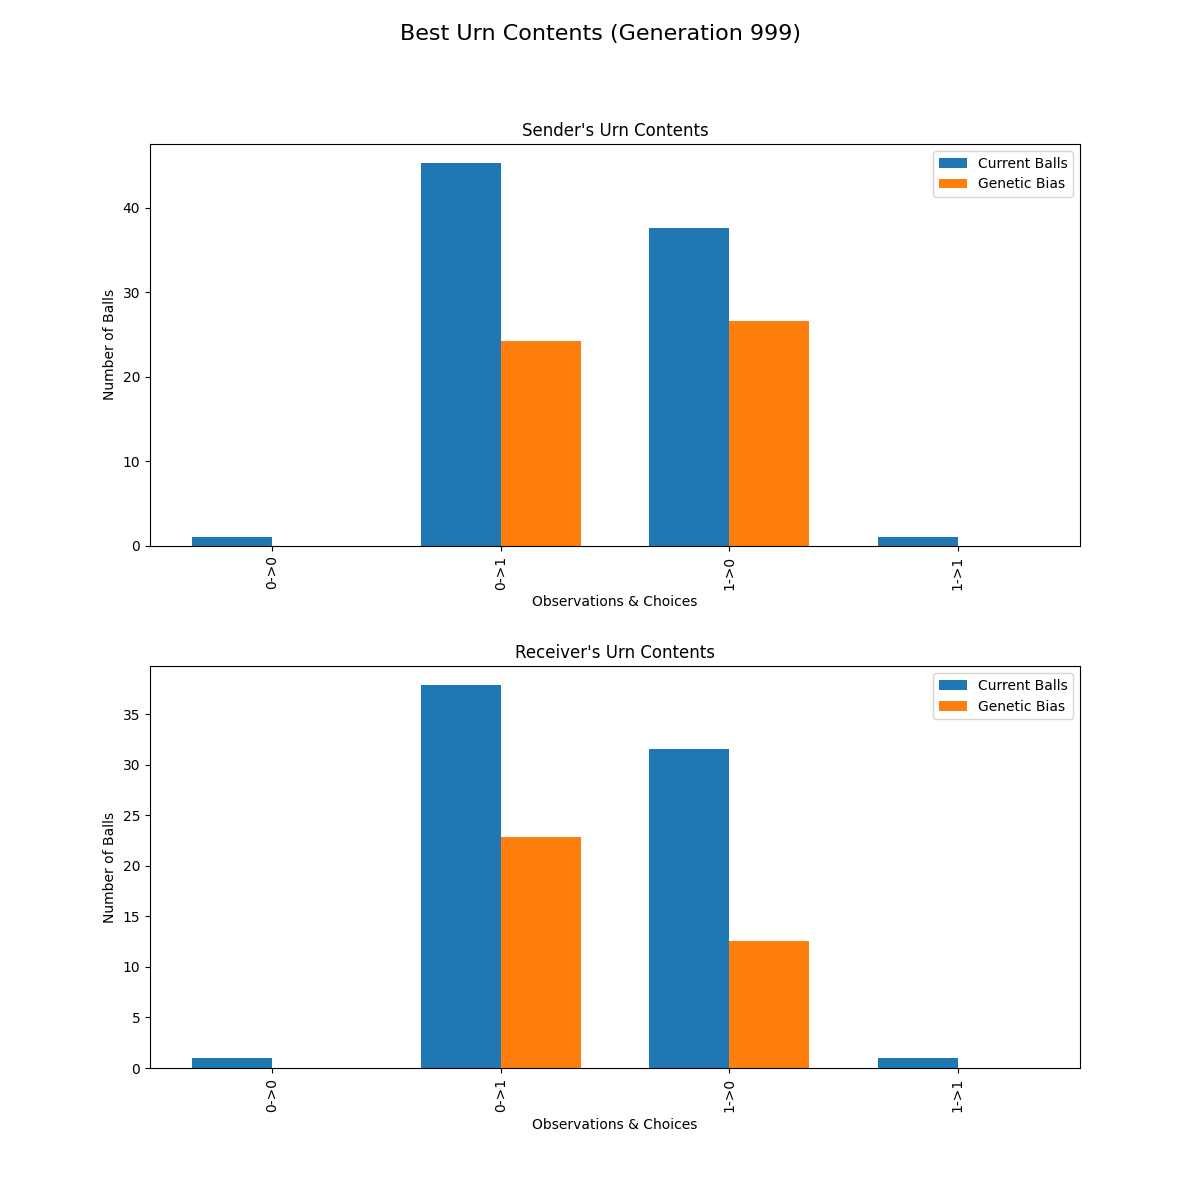 Best Urn Contents (Generation 999)
Sender's Urn Contents
Current Balls
Genetic Bias
Number of Balls
40
30
20
10
0
0->0
0->1
1->0
1->1
Observations & Choices
Receiver's Urn Contents
Current Balls
Genetic Bias
Number of Balls
35
30
25
20
15
10
5
0
0->0
0->1
1->0
1->1
Observations & Choices